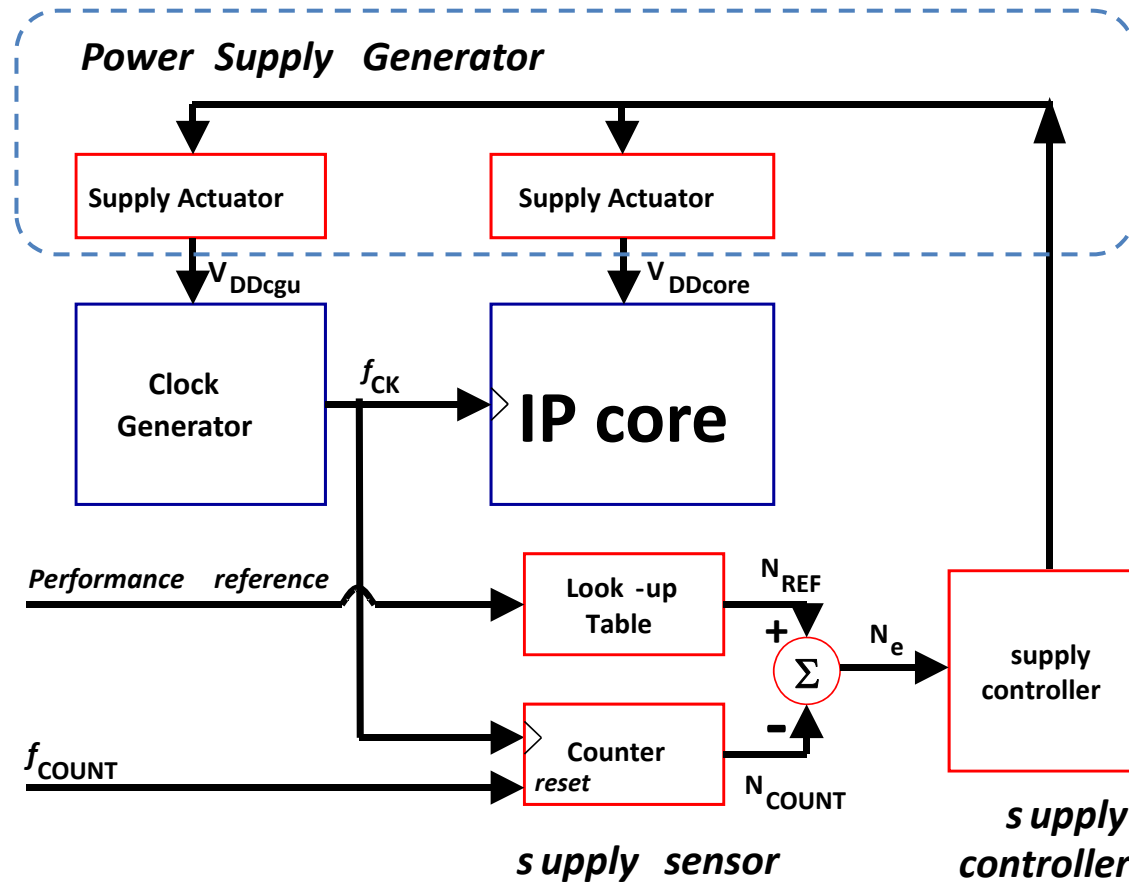 Power Supply Generator
Supply Actuator
Supply Actuator
VDDcgu
VDDcore
Clock
Generator
fCK
IP core
Performance reference
Look -up
Table
NREF
+
Σ
Ne
supply
controller
-
fCOUNT
Counter
reset
NCOUNT
s upply sensor
s upply
controller